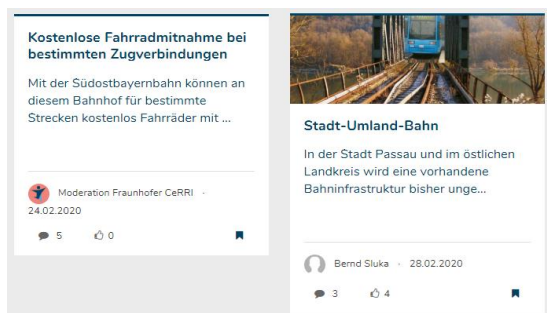 Kostenlose Fahrradmitnahme bei
bestimmten Zugverbindungen
Mit der Südostbayernbahn können an
diesem Bahnhof für bestimmte
Strecken kostenlos Fahrräder mit ...
Moderation Fraunhofer CeRRI ·
24.02.2020
5 0
Stadt-Umland-Bahn
In der Stadt Passau und im östlichen
Landkreis wird eine vorhandene
Bahninfrastruktur bisher unge...
Bernd Sluka · 28.02.2020
3 4